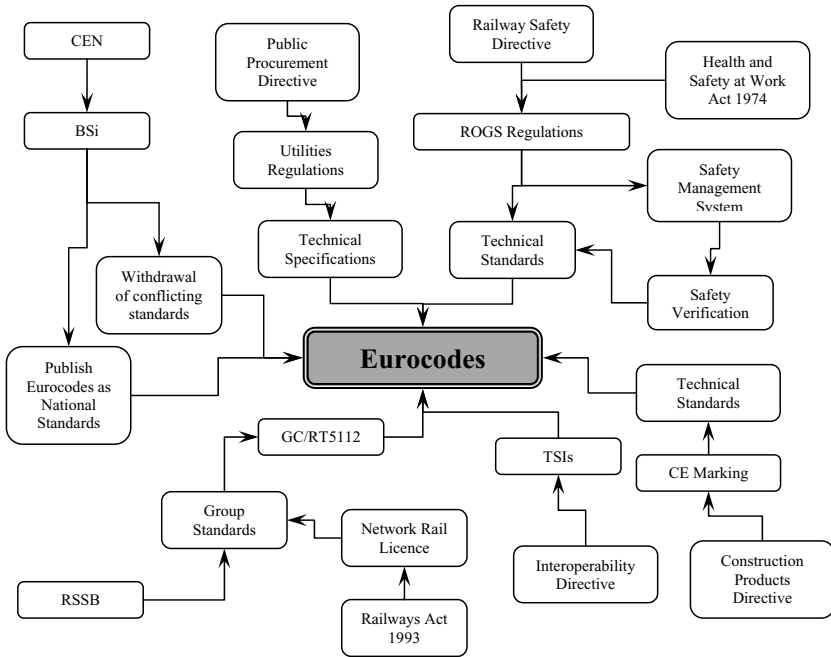 CEN
Public
Procurement
Directive
Railway Safety
Directive
Health and
Safety at Work
Act 1974
BSi
ROGS Regulations
Utilities
Regulations
Safety
Management
System
Technical
Specifications
Technical
Standards
Withdrawal
of conflicting
standards
Safety
Verification
Eurocodes
Publish
Eurocodes as
National
Standards
Technical
Standards
GC/RT5112
TSIs
CE Marking
Group
Standards
Network Rail
Licence
Interoperability
Directive
Construction
Products
Directive
RSSB
Railways Act
1993